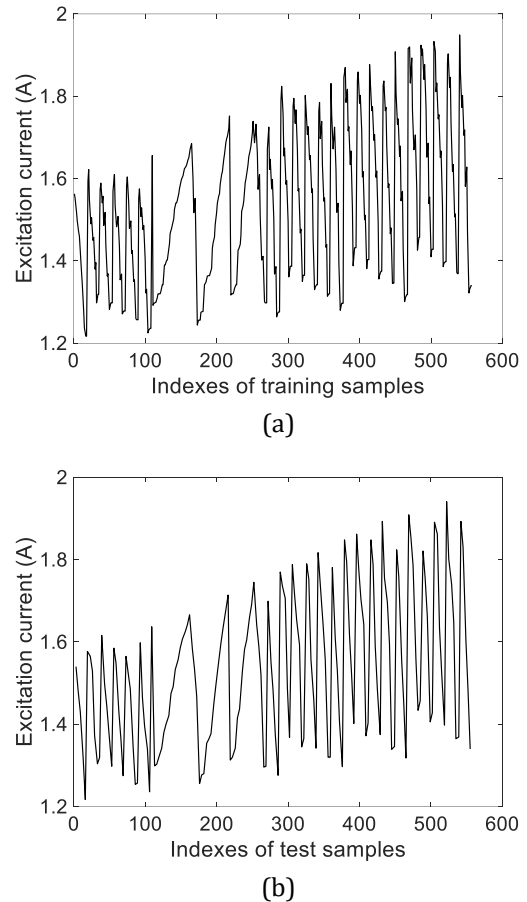 2
1.8
1.6
1.4
1.2
Excitation current (A)
0 100 200 300 400 500 600
Indexes of training samples
(a)
2
1.8
1.6
1.4
1.2
Excitation current (A)
0 100 200 300 400 500 600
Indexes of test samples
(b)